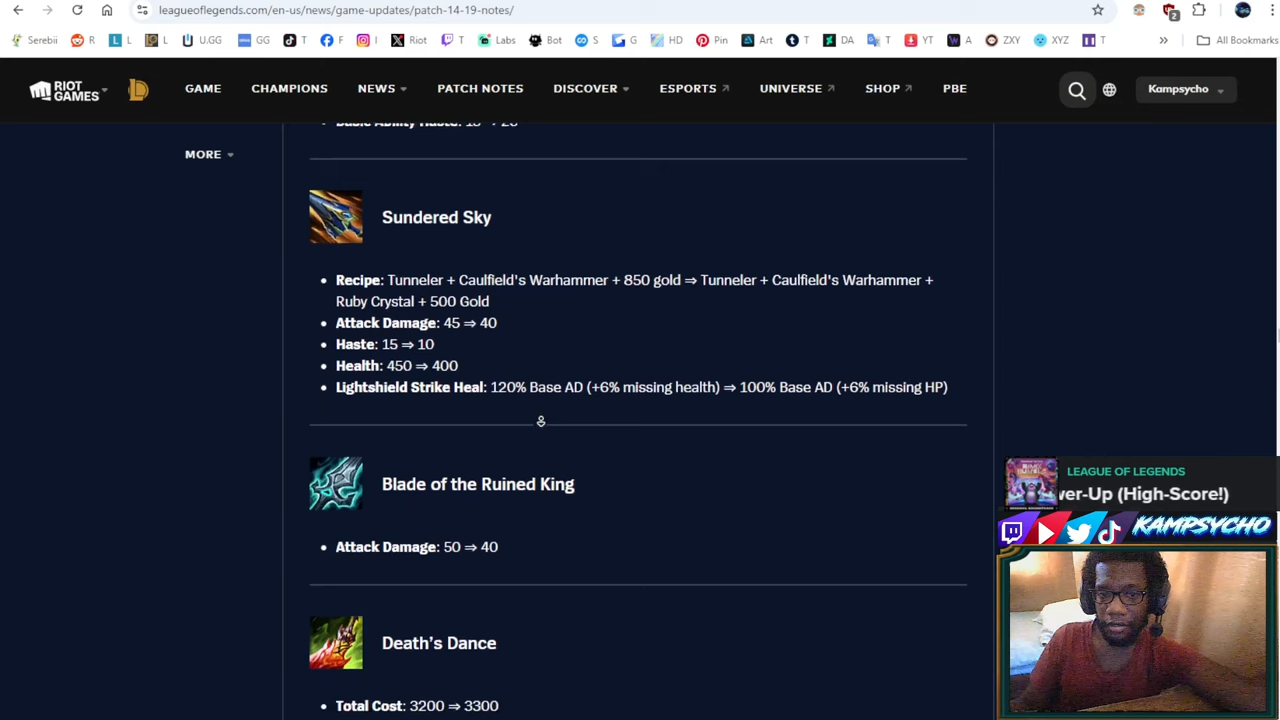 leagueoflegends.com/en-us/news/game-updates/patch-14-19-notes/
2
Serebii R L L U.GG GG T F I Riot T Labs Bot S G HD Pin Art T DA T YT A ZXY XYZ T » All Bookmarks
RIOT GAMES GAME CHAMPIONS NEWS PATCH NOTES DISCOVER ESPORTS UNIVERSE SHOP PBE Kampsycho
MORE
Sundered Sky
• Recipe: Tunneler + Caulfield's Warhammer + 850 gold ⇒ Tunneler + Caulfield's Warhammer +
Ruby Crystal + 500 Gold
• Attack Damage: 45 ⇒ 40
• Haste: 15 ⇒ 10
• Health: 450 ⇒ 400
• Lightshield Strike Heal: 120% Base AD (+6% missing health) ⇒ 100% Base AD (+6% missing HP)
Blade of the Ruined King
• Attack Damage: 50 ⇒ 40
Death's Dance
• Total Cost: 3200 ⇒ 3300
LEAGUE OF LEGENDS
ver-Up (High-Score!)
KAMPSYCHO